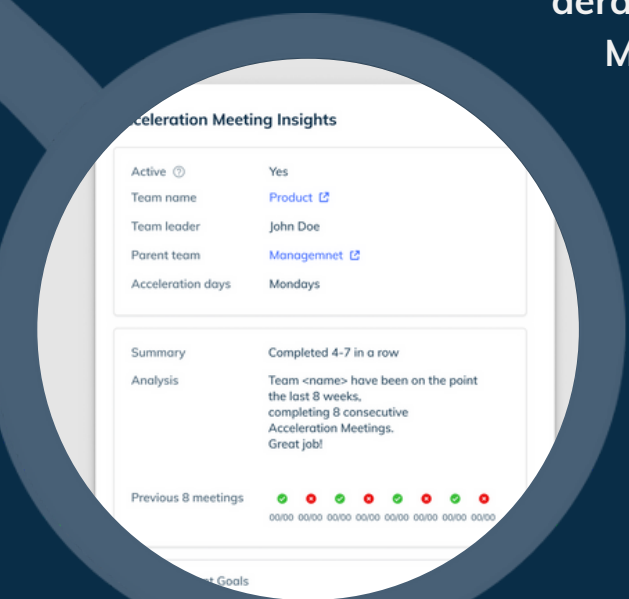 M
Meeting Insights
Active Yes
Team name Product
Team leader John Doe
Parent team Managemnet
Acceleration days Mondays
Summary Completed 4-7 in a row
Analysis Team <name> have been on the point
the last 8 weeks,
completing 8 consecutive
Acceleration Meetings.
Great job!
Previous 8 meetings
00/00 00/00 00/00 00/00 00/00 00/00 00/00 00/00
Goals